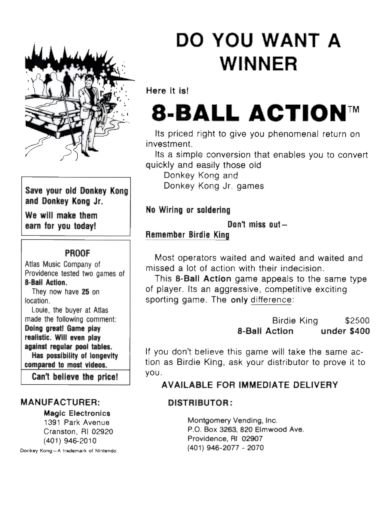 DO YOU WANT A
WINNER
Here it is!
8-BALL ACTION™
Its priced right to give you phenomenal return on
investment.
Its a simple conversion that enables you to convert
quickly and easily those old
Donkey Kong and
Donkey Kong Jr. games
No Wiring or soldering
Don't miss out—
Remember Birdie King
Most operators waited and waited and waited and
missed a lot of action with their indecision.
This 8-Ball Action game appeals to the same type
of player. Its an aggressive, competitive exciting
sporting game. The only difference:
Birdie King $2500
8-Ball Action under $400
If you don't believe this game will take the same ac-
tion as Birdie King, ask your distributor to prove it to
you.
AVAILABLE FOR IMMEDIATE DELIVERY
Save your old Donkey Kong
and Donkey Kong Jr.
We will make them
earn for you today!
PROOF
Atlas Music Company of
Providence tested two games of
8-Ball Action.
They now have 25 on
location.
Louie, the buyer at Atlas
made the following comment:
Doing great! Game play
realistic. Will even play
against regular pool tables.
Has possibility of longevity
compared to most videos.
Can't believe the price!
MANUFACTURER:
Magic Electronics
1391 Park Avenue
Cranston, RI 02920
(401) 946-2010
Donkey Kong—A trademark of Nintendo
DISTRIBUTOR:
Montgomery Vending, Inc.
P.O. Box 3263, 820 Elmwood Ave.
Providence, RI 02907
(401) 946-2077 - 2070